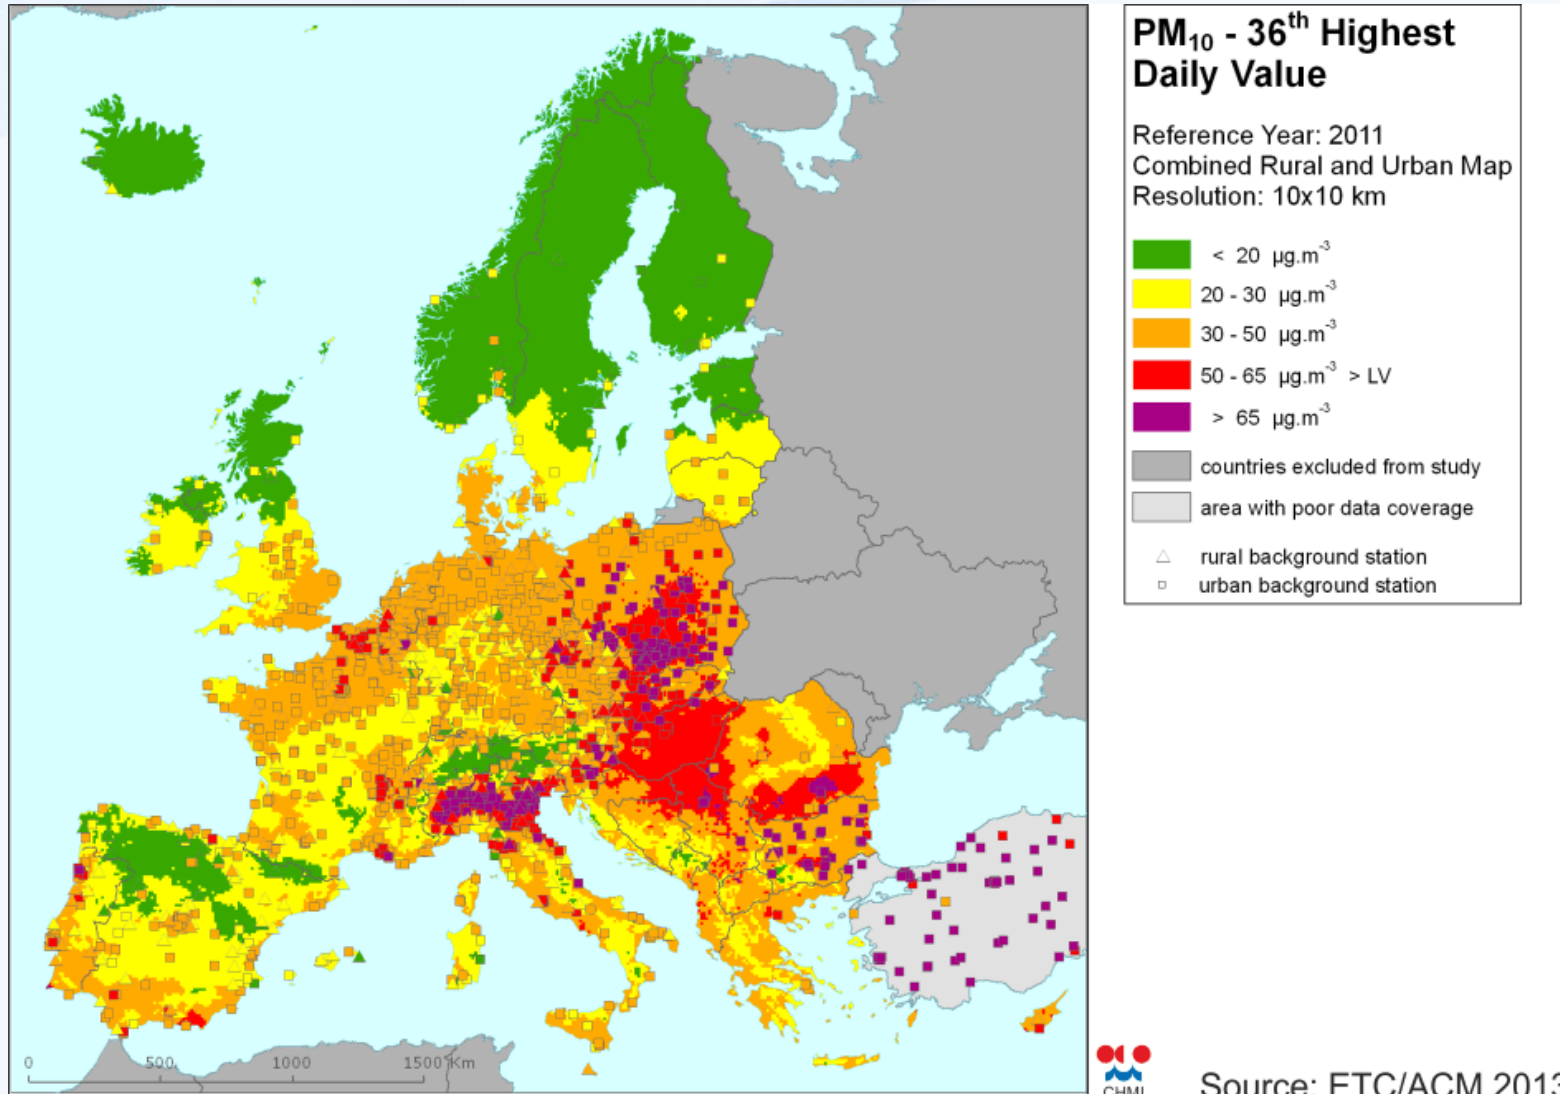 PM₁₀ - 36ᵗʰ Highest
Daily Value
Reference Year: 2011
Combined Rural and Urban Map
Resolution: 10x10 km
< 20 µg.m⁻³
20 - 30 µg.m⁻³
30 - 50 µg.m⁻³
50 - 65 µg.m⁻³ > LV
> 65 µg.m⁻³
countries excluded from study
area with poor data coverage
rural background station
urban background station
0 500 1000 1500 Km
CHMI
Source: ETC/ACM 2013